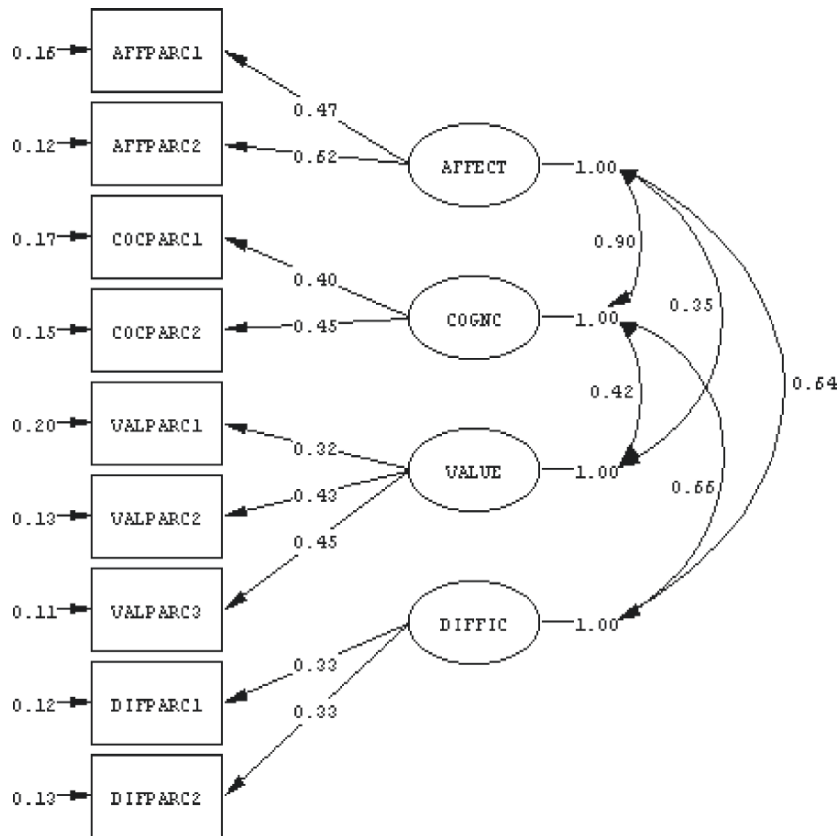 0.16
AFFPARC1
0.47
0.12
AFFPARC2
0.62
AFFECT
1.00
0.17
COCPARC1
0.90
0.40
0.35
0.15
COCPARC2
0.45
COGNC
1.00
0.64
0.20
VALPARC1
0.42
0.32
0.13
VALPARC2
0.43
VALUE
1.00
0.66
0.45
0.11
VALPARC3
DIFFIC
1.00
0.33
0.12
DIFPARC1
0.33
0.13
DIFPARC2